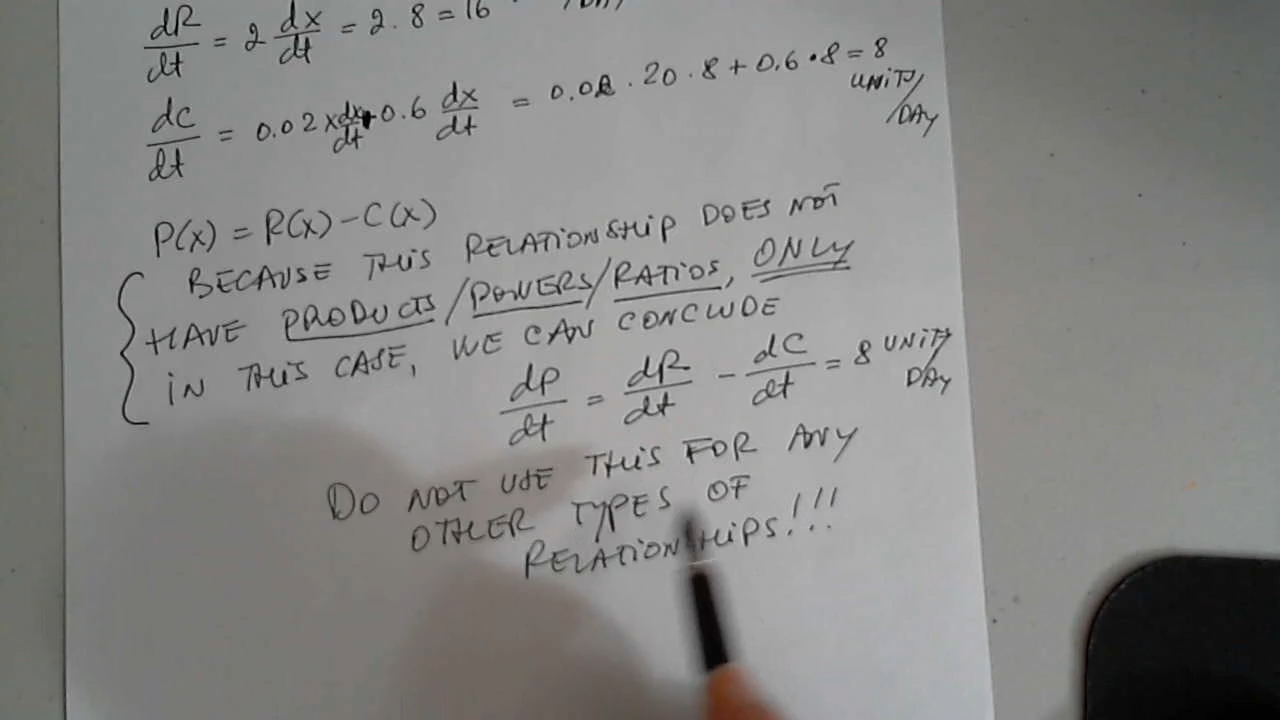 dR/dt = 2 dx/dt = 2 . 8 = 16 /DAY
dC/dt = 0.02x dx/dt + 0.6 dx/dt = 0.02 . 20 . 8 + 0.6 • 8 = 8 UNITS/DAY
P(x) = R(x) - C(x)
BECAUSE THIS RELATIONSHIP DOES NOT
HAVE PRODUCTS/POWERS/RATIOS, ONLY
IN THIS CASE, WE CAN CONCLUDE
dP/dt = dR/dt - dC/dt = 8 UNITS/DAY
DO NOT USE THIS FOR ANY
OTHER TYPES OF
RELATIONSHIPS!!!